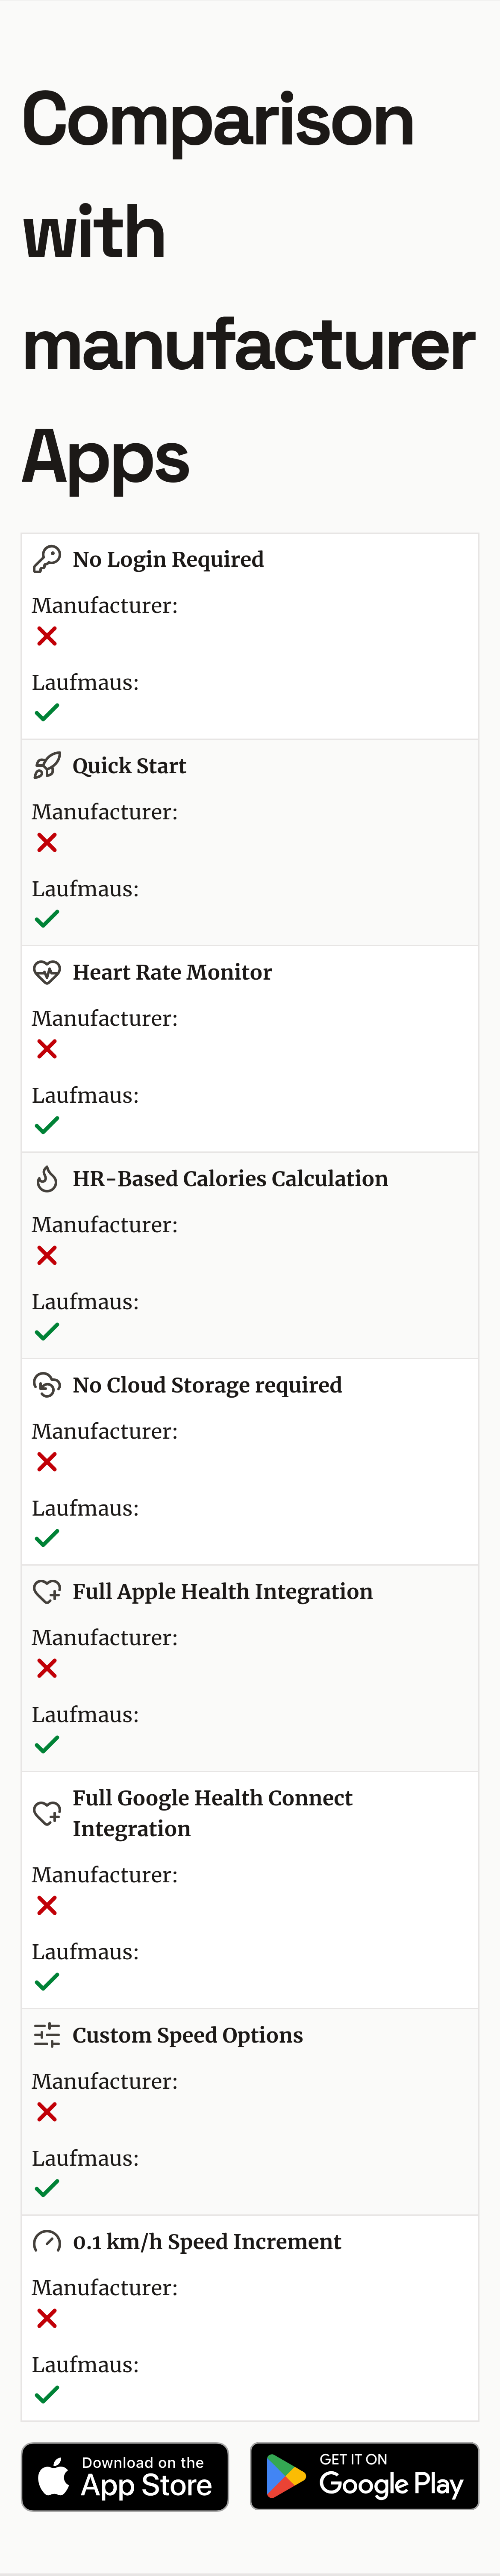 Comparison
with
manufacturer
Apps
No Login Required
Manufacturer:
Laufmaus:
Quick Start
Manufacturer:
Laufmaus:
Heart Rate Monitor
Manufacturer:
Laufmaus:
HR-Based Calories Calculation
Manufacturer:
Laufmaus:
No Cloud Storage required
Manufacturer:
Laufmaus:
Full Apple Health Integration
Manufacturer:
Laufmaus:
Full Google Health Connect
Integration
Manufacturer:
Laufmaus:
Custom Speed Options
Manufacturer:
Laufmaus:
0.1 km/h Speed Increment
Manufacturer:
Laufmaus:
Download on the
App Store
GET IT ON
Google Play